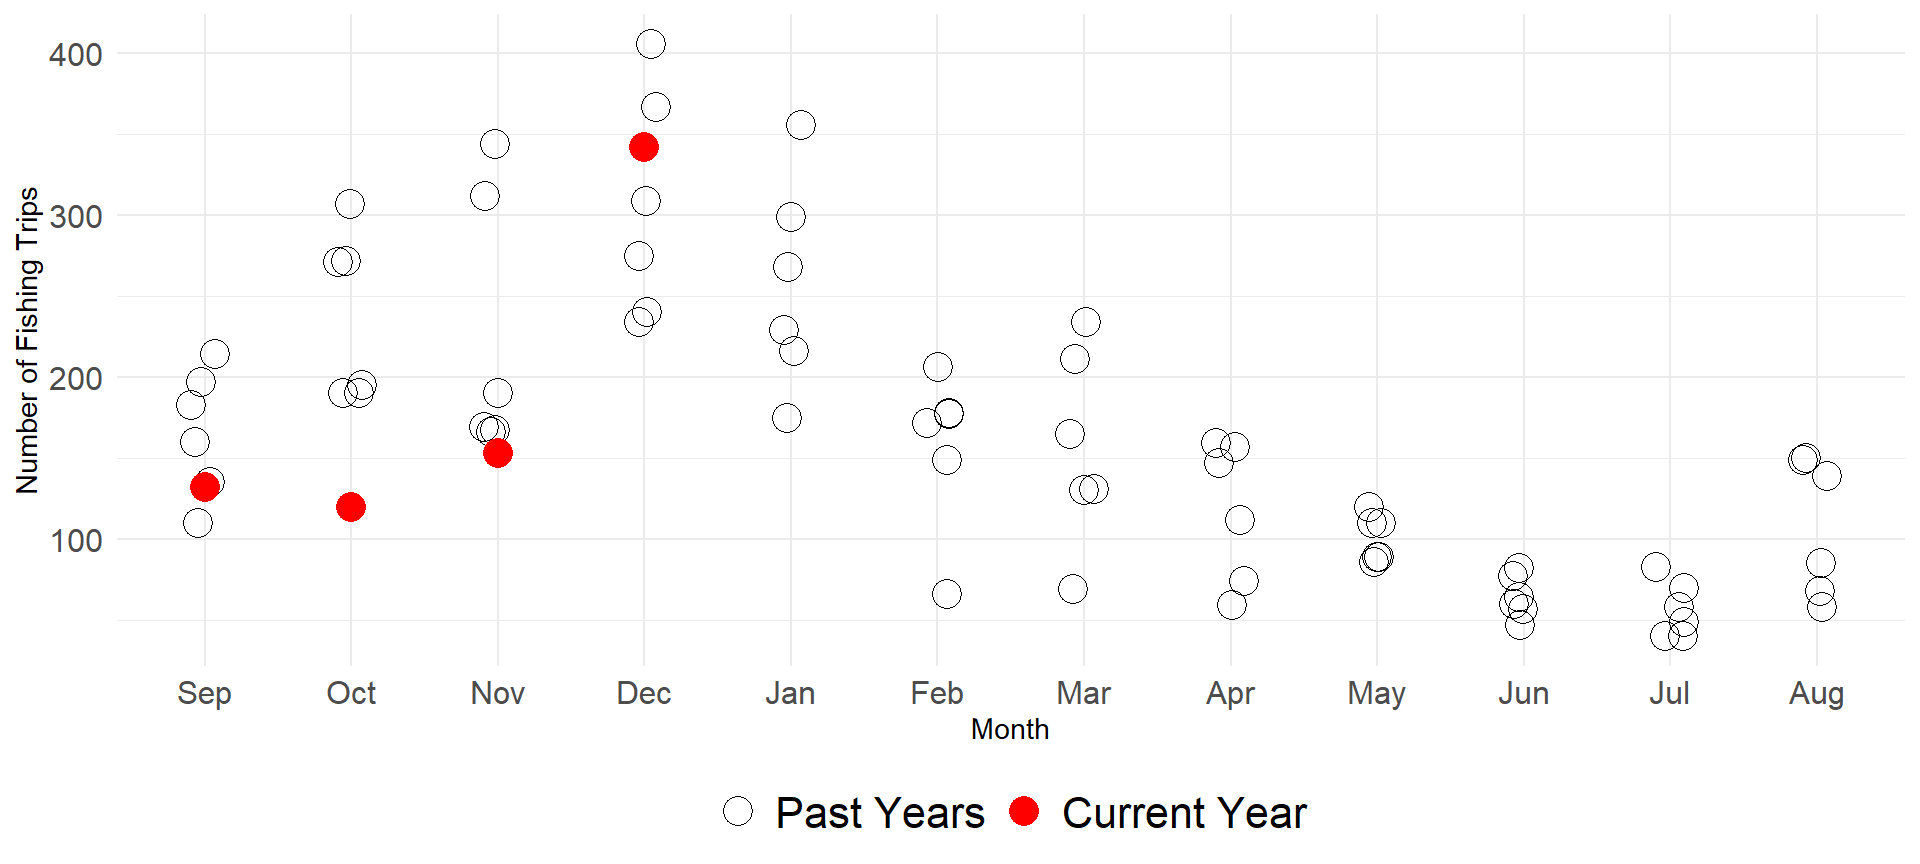 400
300
200
100
Number of Fishing Trips
Sep Oct Nov Dec Jan Feb Mar Apr May Jun Jul Aug
Month
Past Years Current Year